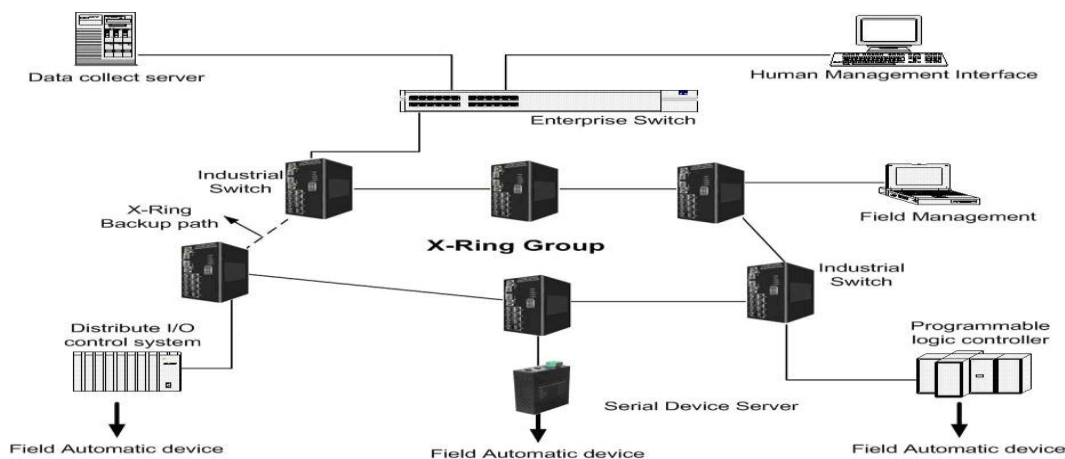 Data collect server
Human Management Interface
Enterprise Switch
Industrial
Switch
X-Ring
Backup path
Field Management
X-Ring Group
Industrial
Switch
Distribute I/O
control system
Programmable
logic controller
Serial Device Server
Field Automatic device
Field Automatic device
Field Automatic device